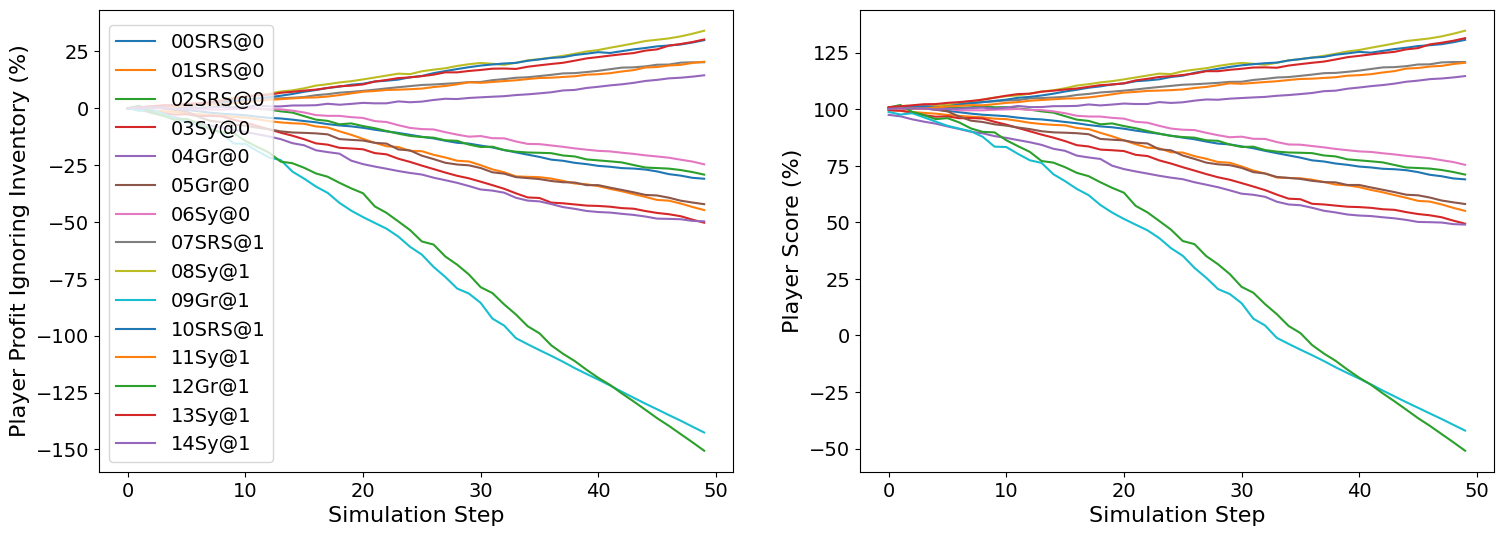 Player Profit Ignoring Inventory (%)
25
0
−25
−50
−75
−100
−125
−150
00SRS@0
01SRS@0
02SRS@0
03Sy@0
04Gr@0
05Gr@0
06Sy@0
07SRS@1
08Sy@1
09Gr@1
10SRS@1
11Sy@1
12Gr@1
13Sy@1
14Sy@1
0 10 20 30 40 50
Simulation Step
Player Score (%)
125
100
75
50
25
0
−25
−50
0 10 20 30 40 50
Simulation Step